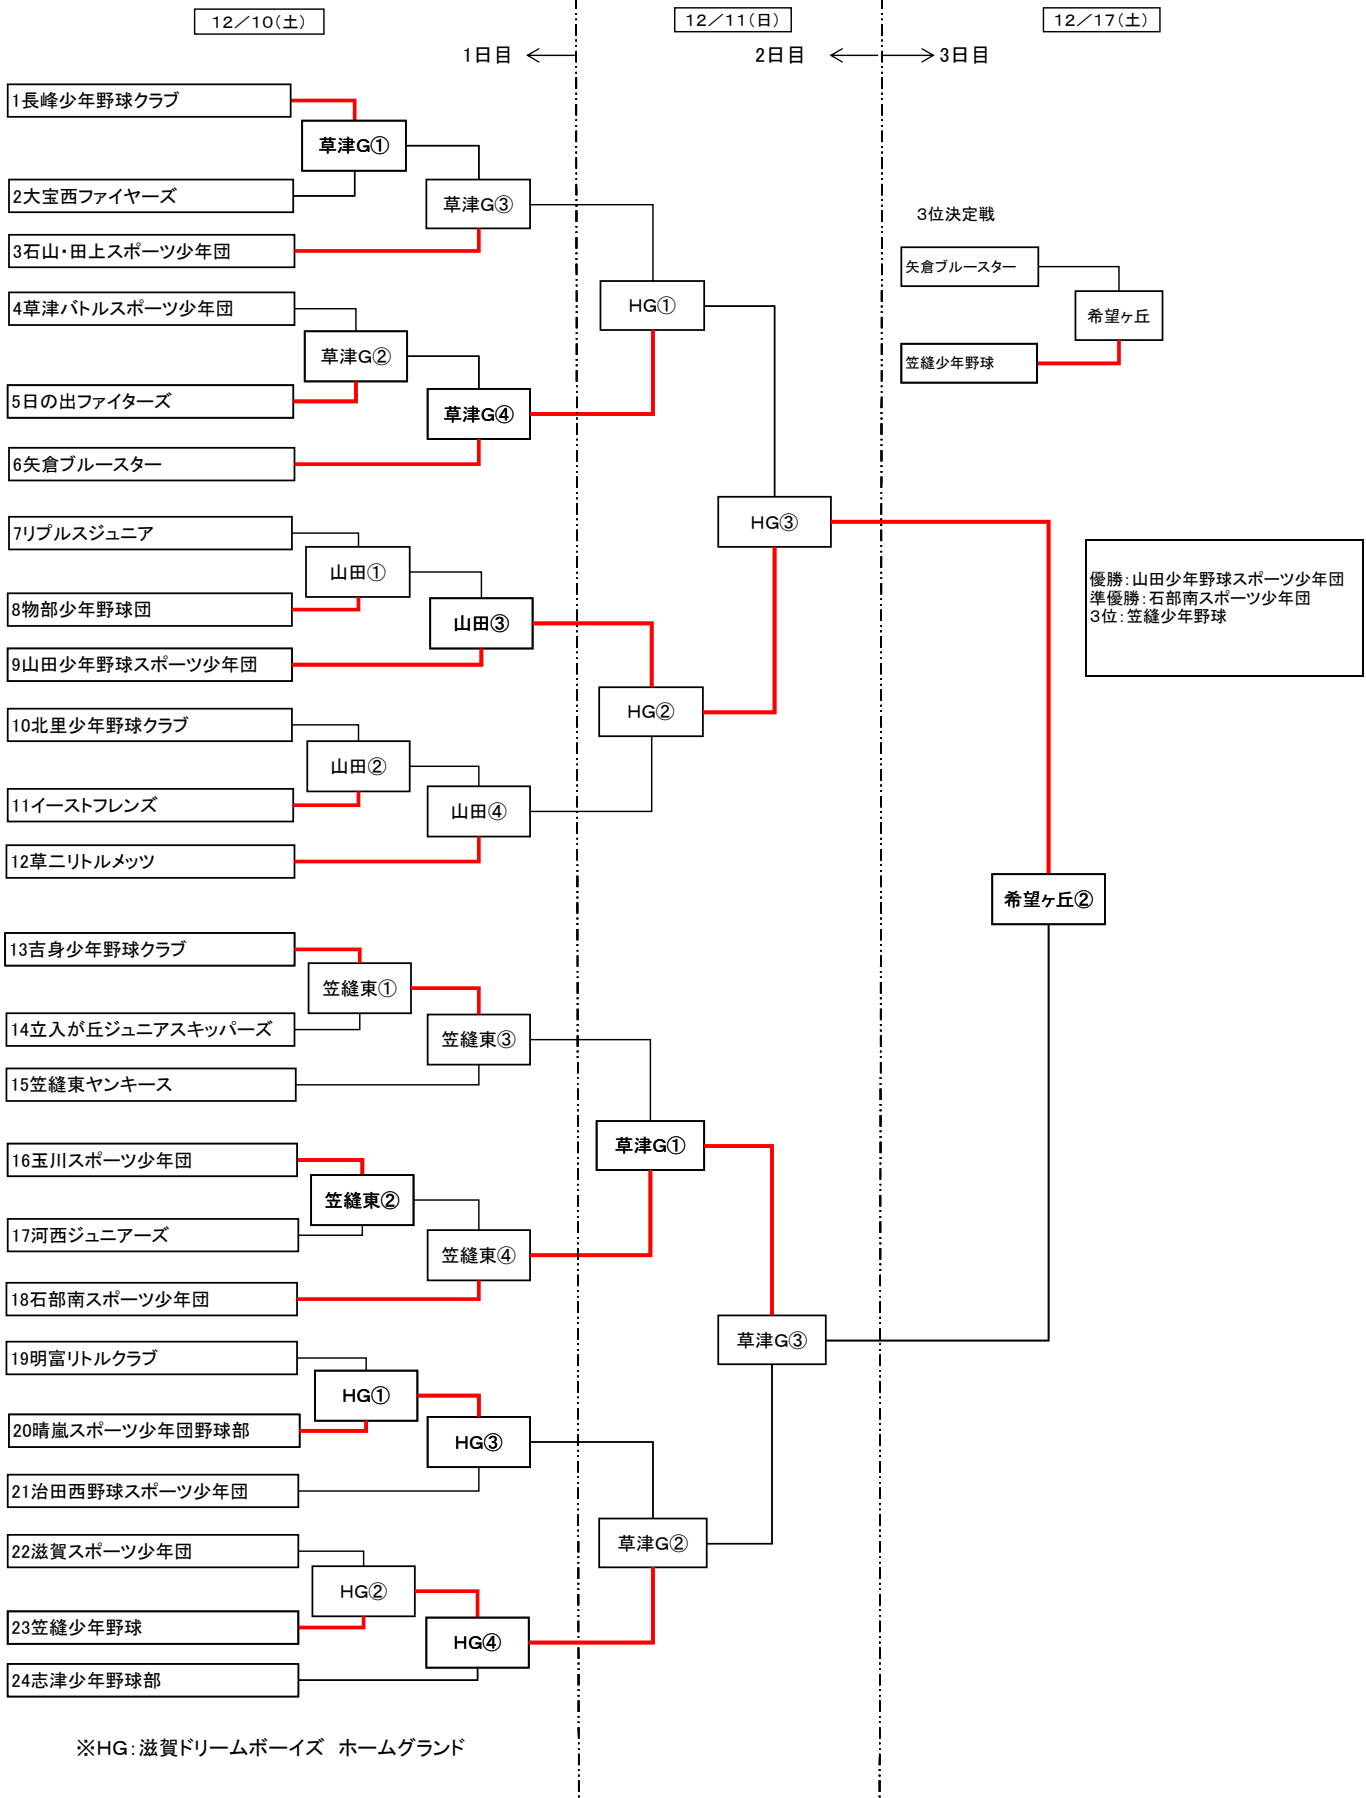 12／10(土)
12／11(日)
12／17(土)
1日目
2日目
3日目
1長峰少年野球クラブ
草津G①
2大宝西ファイヤーズ
草津G③
3石山・田上スポーツ少年団
4草津バトルスポーツ少年団
草津G②
5日の出ファイターズ
草津G④
6矢倉ブルースター
HG①
7リプルスジュニア
山田①
8物部少年野球団
山田③
9山田少年野球スポーツ少年団
HG②
10北里少年野球クラブ
山田②
11イーストフレンズ
山田④
12草二リトルメッツ
HG③
3位決定戦
矢倉ブルースター
希望ヶ丘
笠縫少年野球
優勝：山田少年野球スポーツ少年団
準優勝：石部南スポーツ少年団
3位：笠縫少年野球
希望ヶ丘②
13吉身少年野球クラブ
笠縫東①
14立入が丘ジュニアスキッパーズ
笠縫東③
15笠縫東ヤンキース
草津G①
16玉川スポーツ少年団
笠縫東②
17河西ジュニアーズ
笠縫東④
18石部南スポーツ少年団
草津G③
19明富リトルクラブ
HG①
20晴嵐スポーツ少年団野球部
HG③
21治田西野球スポーツ少年団
草津G②
22滋賀スポーツ少年団
HG②
23笠縫少年野球
HG④
24志津少年野球部
※HG：滋賀ドリームボーイズ　ホームグランド